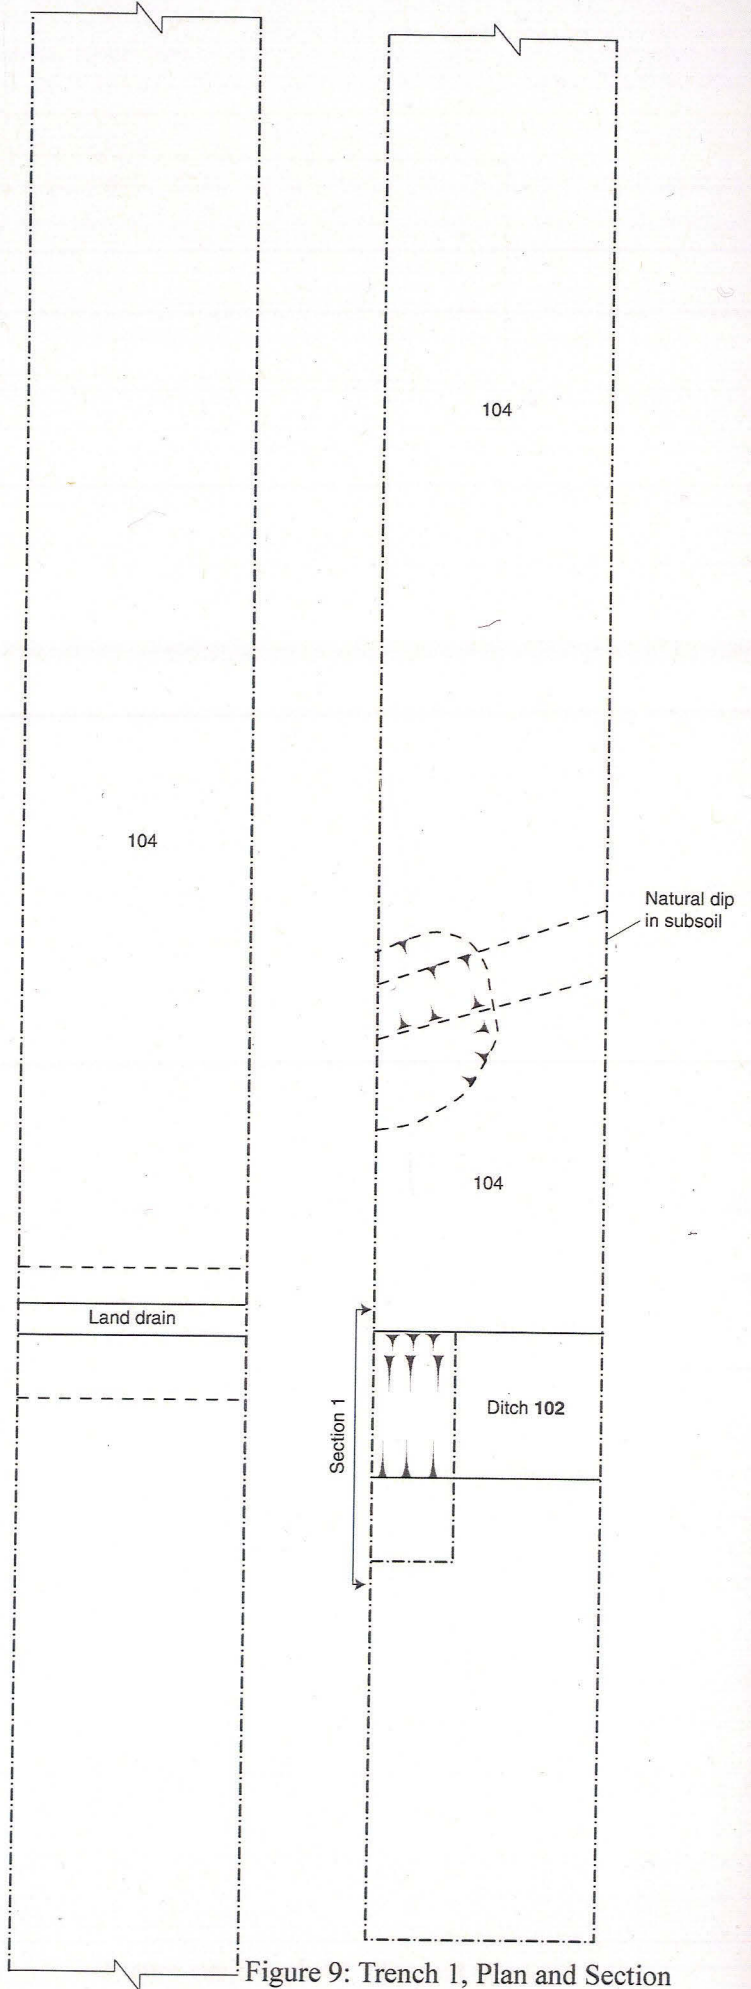 104
104
Natural dip
in subsoil
104
Land drain
Section 1
Ditch 102
Figure 9: Trench 1, Plan and Section